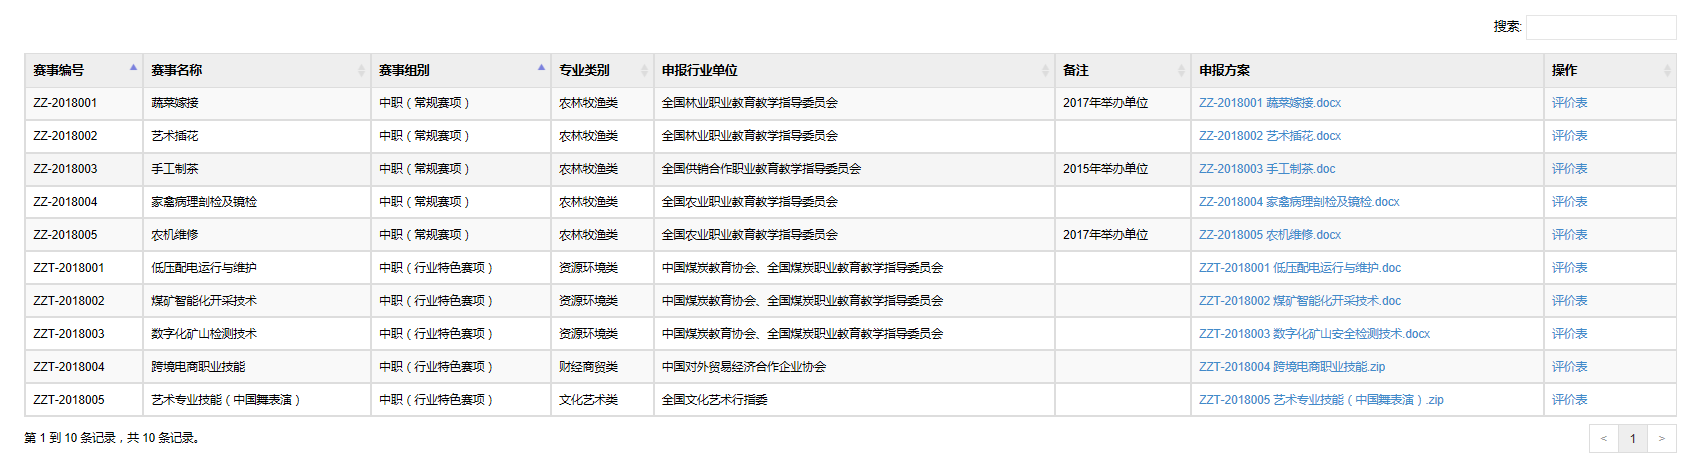 搜索:
赛事编号 赛事名称 赛事组别 专业类别 申报行业单位 备注 申报方案 操作
ZZ-2018001 蔬菜嫁接 中职（常规赛项） 农林牧渔类 全国林业职业教育教学指导委员会 2017年举办单位 ZZ-2018001 蔬菜嫁接.docx 评价表
ZZ-2018002 艺术插花 中职（常规赛项） 农林牧渔类 全国林业职业教育教学指导委员会 ZZ-2018002 艺术插花.docx 评价表
ZZ-2018003 手工制茶 中职（常规赛项） 农林牧渔类 全国供销合作职业教育教学指导委员会 2015年举办单位 ZZ-2018003 手工制茶.doc 评价表
ZZ-2018004 家禽病理剖检及镜检 中职（常规赛项） 农林牧渔类 全国农业职业教育教学指导委员会 ZZ-2018004 家禽病理剖检及镜检.docx 评价表
ZZ-2018005 农机维修 中职（常规赛项） 农林牧渔类 全国农业职业教育教学指导委员会 2017年举办单位 ZZ-2018005 农机维修.docx 评价表
ZZT-2018001 低压配电运行与维护 中职（行业特色赛项） 资源环境类 中国煤炭教育协会、全国煤炭职业教育教学指导委员会 ZZT-2018001 低压配电运行与维护.doc 评价表
ZZT-2018002 煤矿智能化开采技术 中职（行业特色赛项） 资源环境类 中国煤炭教育协会、全国煤炭职业教育教学指导委员会 ZZT-2018002 煤矿智能化开采技术.doc 评价表
ZZT-2018003 数字化矿山检测技术 中职（行业特色赛项） 资源环境类 中国煤炭教育协会、全国煤炭职业教育教学指导委员会 ZZT-2018003 数字化矿山安全检测技术.docx 评价表
ZZT-2018004 跨境电商职业技能 中职（行业特色赛项） 财经商贸类 中国对外贸易经济合作企业协会 ZZT-2018004 跨境电商职业技能.zip 评价表
ZZT-2018005 艺术专业技能（中国舞表演） 中职（行业特色赛项） 文化艺术类 全国文化艺术行指委 ZZT-2018005 艺术专业技能（中国舞表演）.zip 评价表
第 1 到 10 条记录，共 10 条记录。 < 1 >